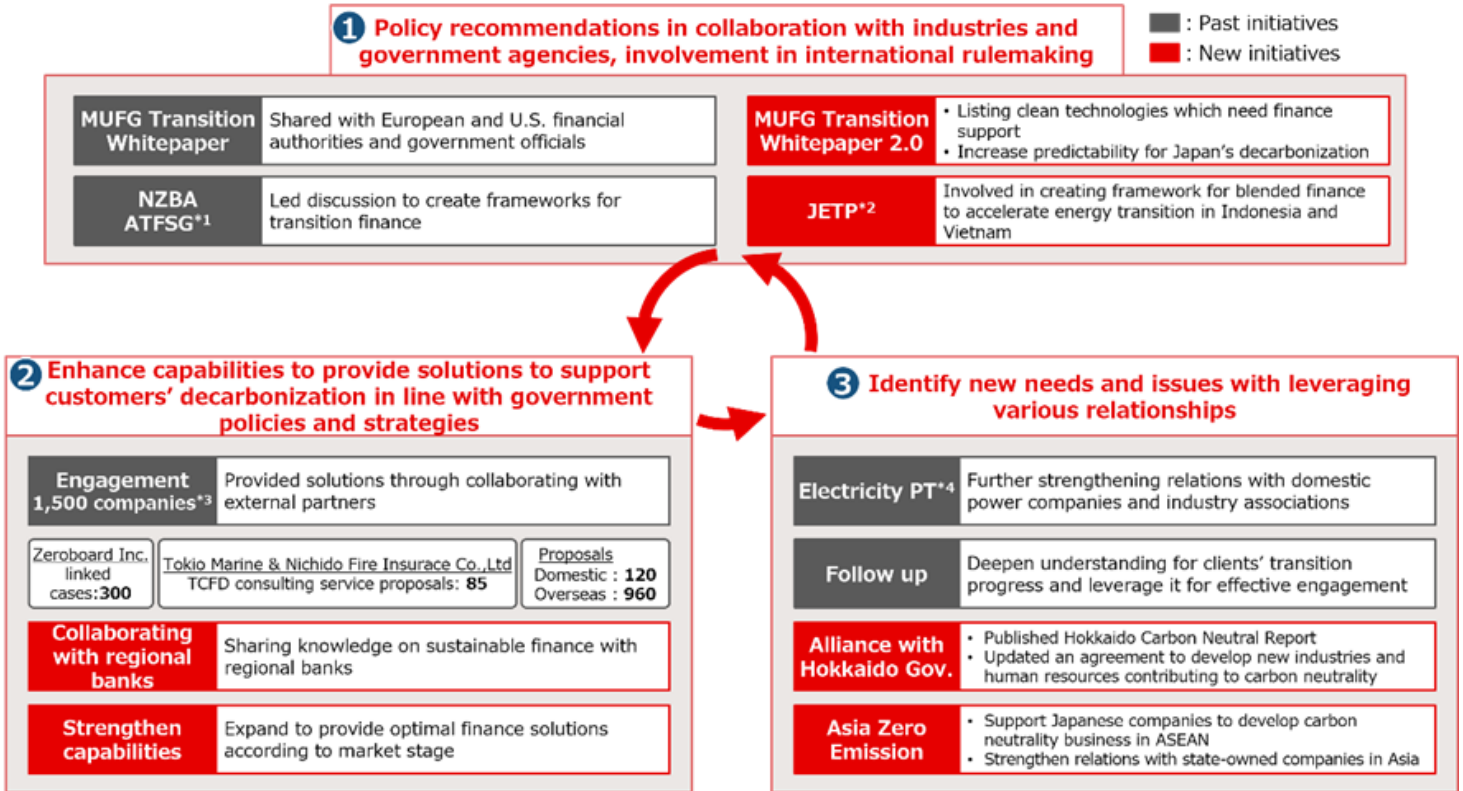 1 Policy recommendations in collaboration with industries and
government agencies, involvement in international rulemaking
: Past initiatives
: New initiatives
MUFG Transition
Whitepaper
Shared with European and U.S. financial
authorities and government officials
NZBA
ATFSG*1
Led discussion to create frameworks for
transition finance
MUFG Transition
Whitepaper 2.0
• Listing clean technologies which need finance
support
• Increase predictability for Japan's decarbonization
JETP*2
Involved in creating framework for blended finance
to accelerate energy transition in Indonesia and
Vietnam
2 Enhance capabilities to provide solutions to support
customers' decarbonization in line with government
policies and strategies
Engagement
1,500 companies*3
Provided solutions through collaborating with
external partners
Zeroboard Inc.
linked
cases:300
Tokio Marine & Nichido Fire Insurace Co.,Ltd
TCFD consulting service proposals: 85
Proposals
Domestic : 120
Overseas : 960
Collaborating
with regional
banks
Sharing knowledge on sustainable finance with
regional banks
Strengthen
capabilities
Expand to provide optimal finance solutions
according to market stage
3 Identify new needs and issues with leveraging
various relationships
Electricity PT*4
Further strengthening relations with domestic
power companies and industry associations
Follow up
Deepen understanding for clients' transition
progress and leverage it for effective engagement
Alliance with
Hokkaido Gov.
• Published Hokkaido Carbon Neutral Report
• Updated an agreement to develop new industries and
human resources contributing to carbon neutrality
Asia Zero
Emission
• Support Japanese companies to develop carbon
neutrality business in ASEAN
• Strengthen relations with state-owned companies in Asia